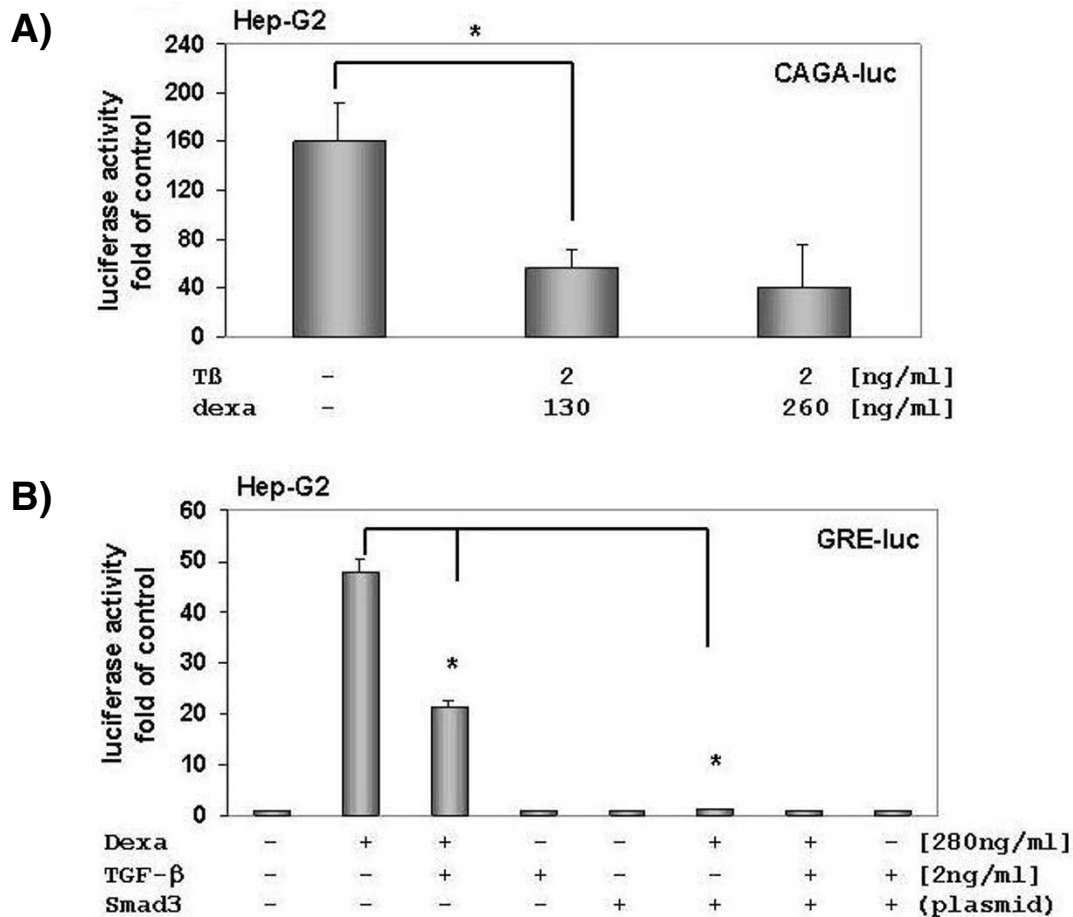 A)
Hep-G2
*
CAGA-luc
luciferase activity
fold of control
240
200
160
120
80
40
0
Tß - 2 2 [ng/ml]
dexa - 130 260 [ng/ml]
B)
Hep-G2
GRE-luc
luciferase activity
fold of control
60
50
40
30
20
10
0
*
*
Dexa - + + - - + + - [280ng/ml]
TGF-β - - + + - - + + [2ng/ml]
Smad3 - - - - + + + + (plasmid)